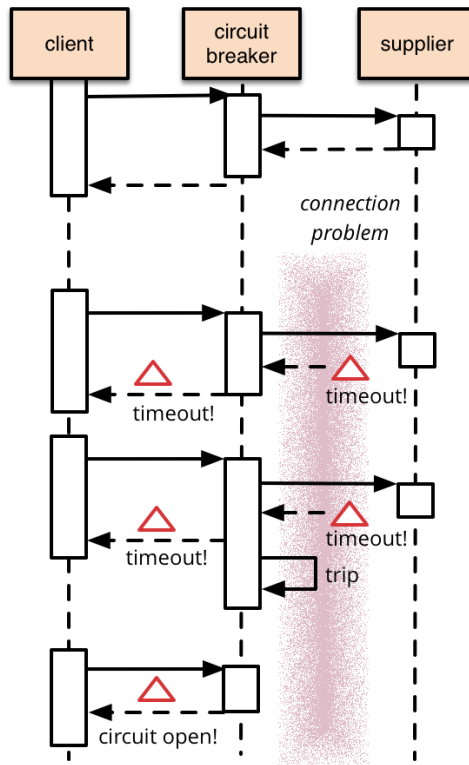 client
circuit
breaker
supplier
connection
problem
timeout!
timeout!
timeout!
timeout!
trip
circuit open!